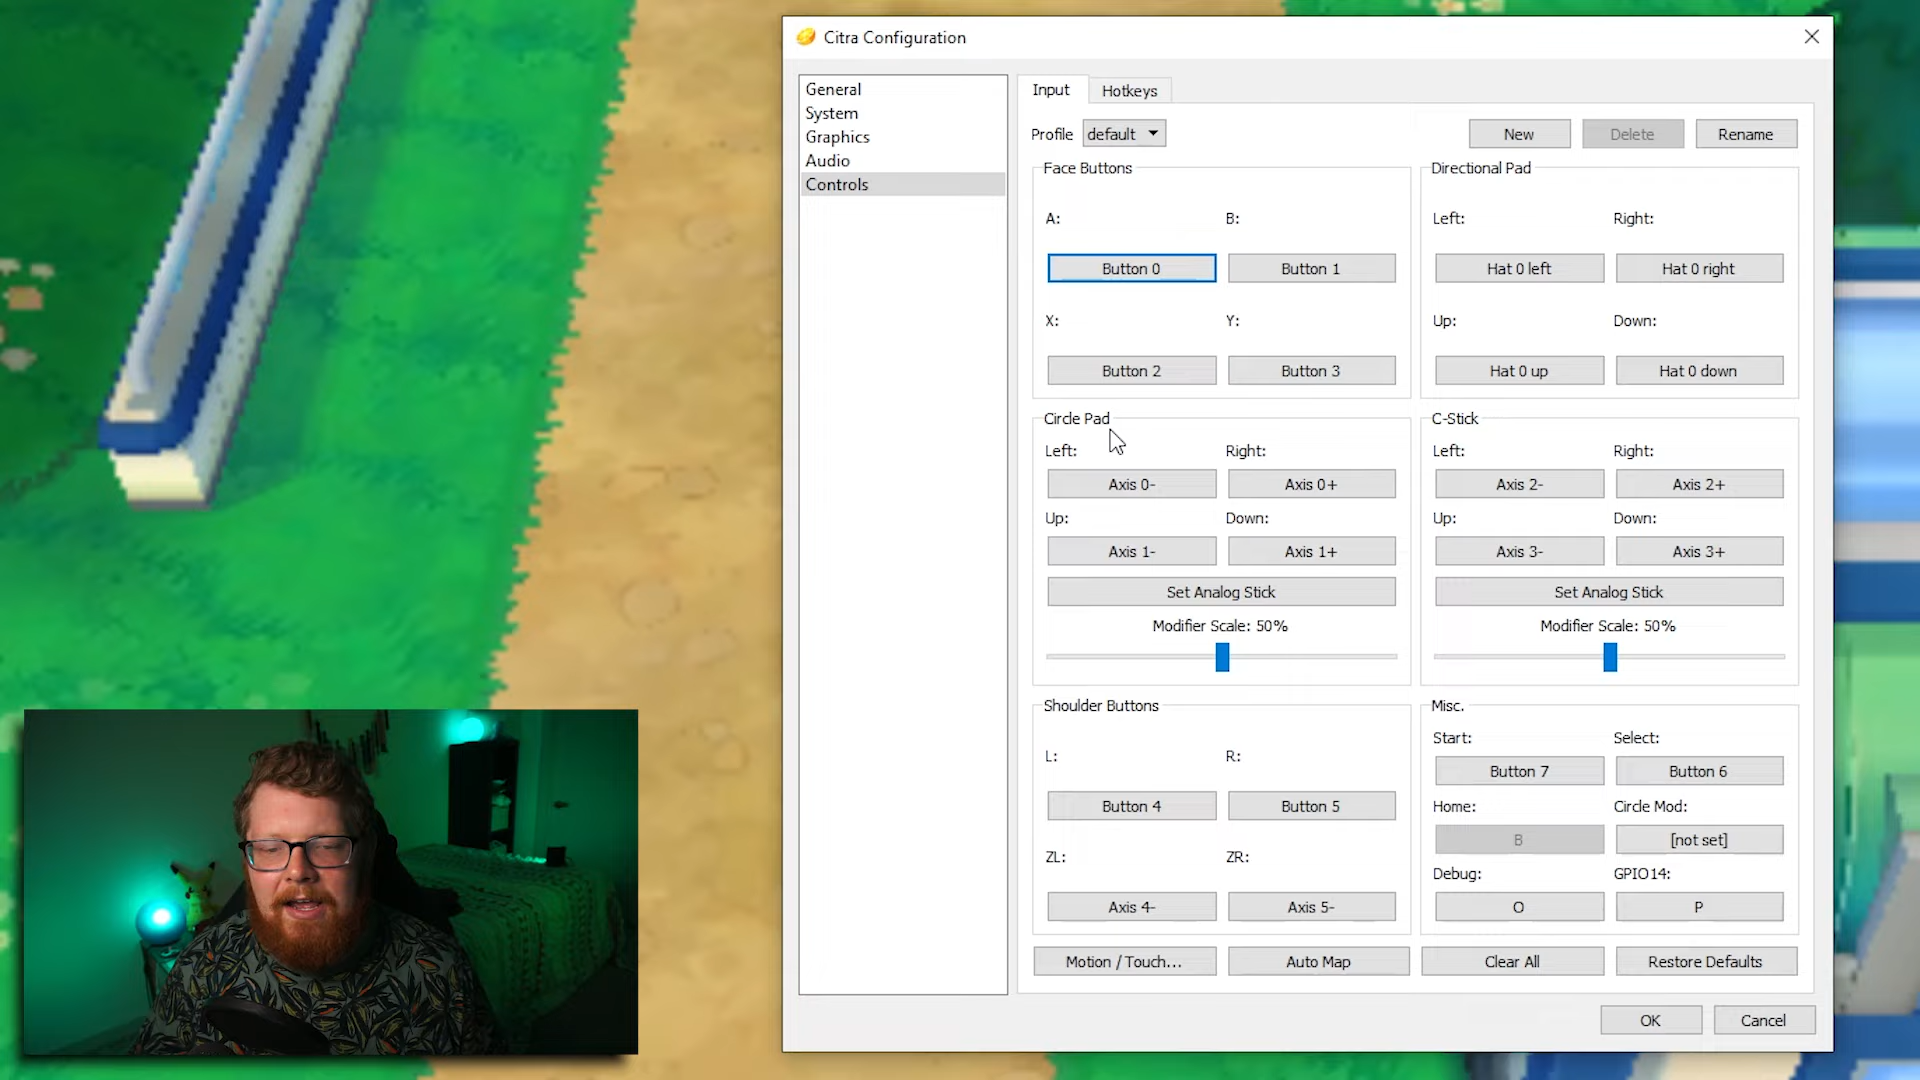 Citra Configuration
General
System
Graphics
Audio
Controls
Input
Hotkeys
Profile
default
New
Delete
Rename
Face Buttons
A:
B:
Button 0
Button 1
X:
Y:
Button 2
Button 3
Directional Pad
Left:
Right:
Hat 0 left
Hat 0 right
Up:
Down:
Hat 0 up
Hat 0 down
Circle Pad
Left:
Right:
Axis 0-
Axis 0+
Up:
Down:
Axis 1-
Axis 1+
Set Analog Stick
Modifier Scale: 50%
C-Stick
Left:
Right:
Axis 2-
Axis 2+
Up:
Down:
Axis 3-
Axis 3+
Set Analog Stick
Modifier Scale: 50%
Shoulder Buttons
L:
R:
Button 4
Button 5
ZL:
ZR:
Axis 4-
Axis 5-
Misc.
Start:
Select:
Button 7
Button 6
Home:
Circle Mod:
B
[not set]
Debug:
GPIO14:
O
P
Motion / Touch...
Auto Map
Clear All
Restore Defaults
OK
Cancel